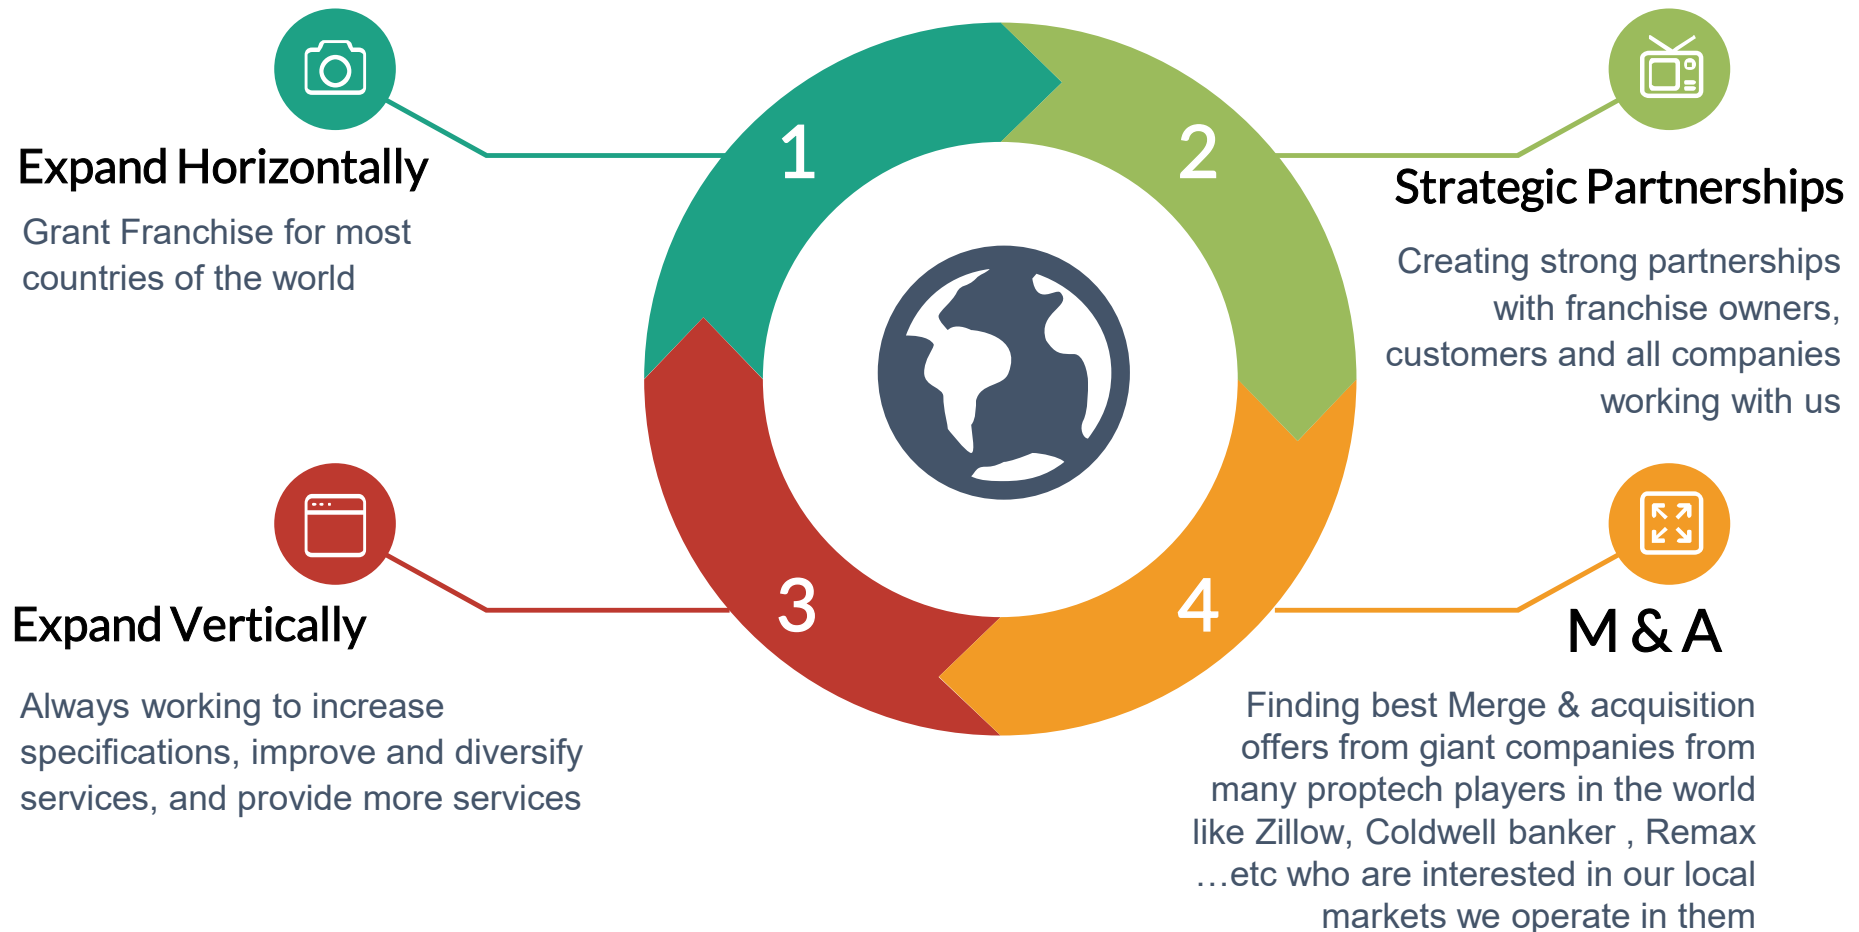 1
Expand Horizontally
Grant Franchise for most
countries of the world
2
Strategic Partnerships
Creating strong partnerships
with franchise owners,
customers and all companies
working with us
3
Expand Vertically
Always working to increase
specifications, improve and diversify
services, and provide more services
4
M & A
Finding best Merge & acquisition
offers from giant companies from
many proptech players in the world
like Zillow, Coldwell banker , Remax
…etc who are interested in our local
markets we operate in them